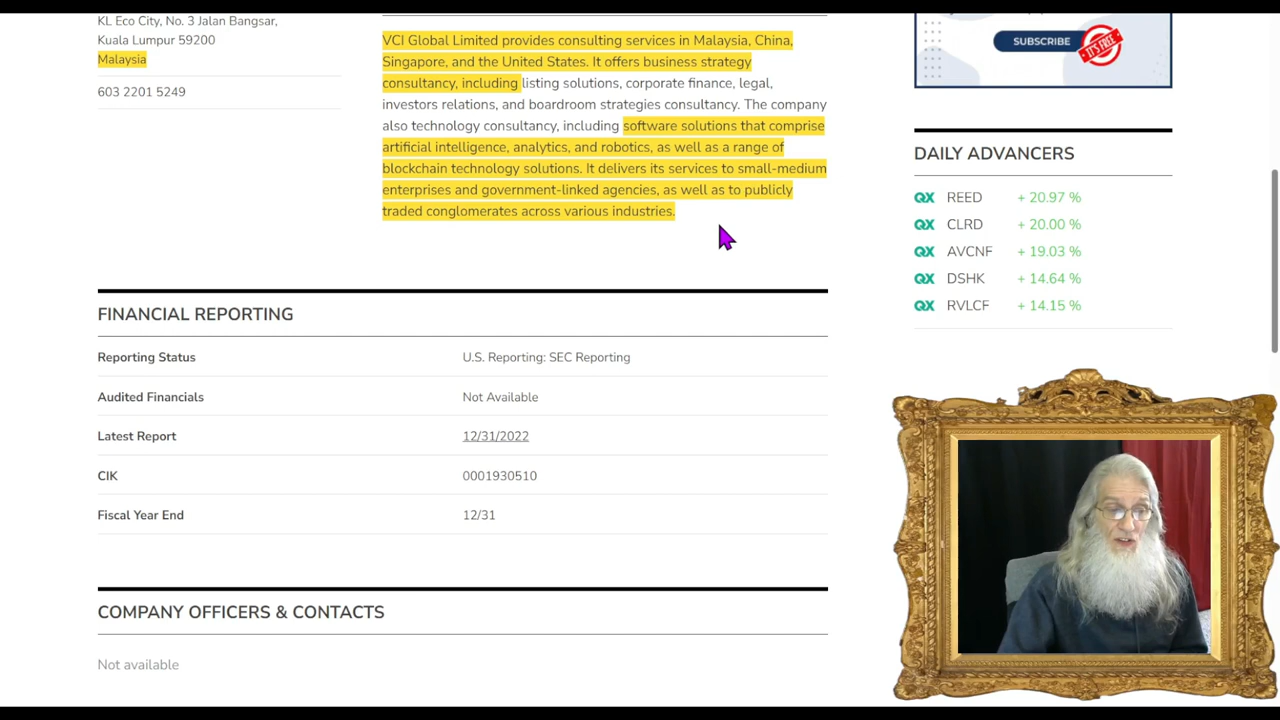 KL Eco City, No. 3 Jalan Bangsar,
Kuala Lumpur 59200
Malaysia
603 2201 5249
VCI Global Limited provides consulting services in Malaysia, China,
Singapore, and the United States. It offers business strategy
consultancy, including listing solutions, corporate finance, legal,
investors relations, and boardroom strategies consultancy. The company
also technology consultancy, including software solutions that comprise
artificial intelligence, analytics, and robotics, as well as a range of
blockchain technology solutions. It delivers its services to small-medium
enterprises and government-linked agencies, as well as to publicly
traded conglomerates across various industries.
FINANCIAL REPORTING
Reporting Status U.S. Reporting: SEC Reporting
Audited Financials Not Available
Latest Report 12/31/2022
CIK 0001930510
Fiscal Year End 12/31
COMPANY OFFICERS & CONTACTS
Not available
SUBSCRIBE
IT'S FREE
DAILY ADVANCERS
QX REED + 20.97 %
QX CLRD + 20.00 %
QX AVCNF + 19.03 %
QX DSHK + 14.64 %
QX RVLCF + 14.15 %